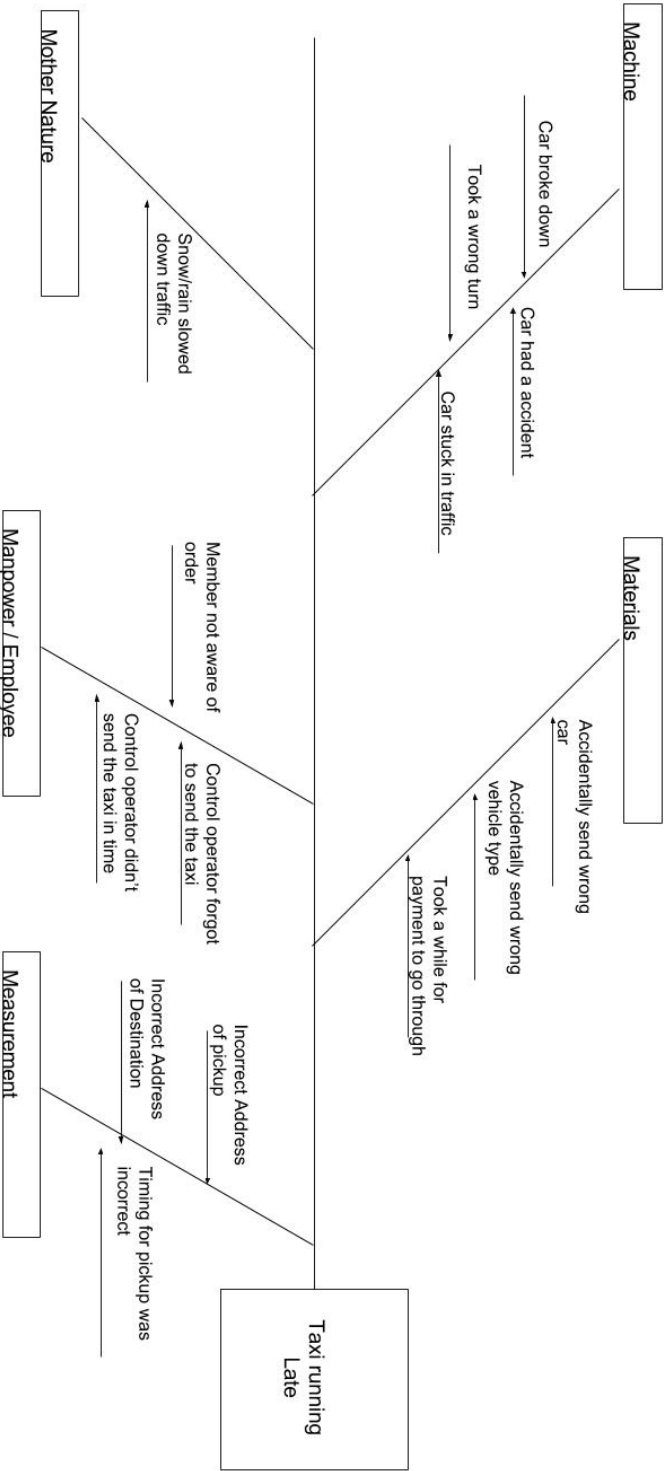 Machine
Materials
Car broke down
Car had a accident
Took a wrong turn
Car stuck in traffic
Accidentally send wrong
car
Accidentally send wrong
vehicle type
Took a while for
payment to go through
Taxi running
Late
Mother Nature
Snow/rain slowed
down traffic
Manpower / Employee
Member not aware of
order
Control operator forgot
to send the taxi
Control operator didn't
send the taxi in time
Measurement
Incorrect Address
of pickup
Incorrect Address
of Destination
Timing for pickup was
incorrect